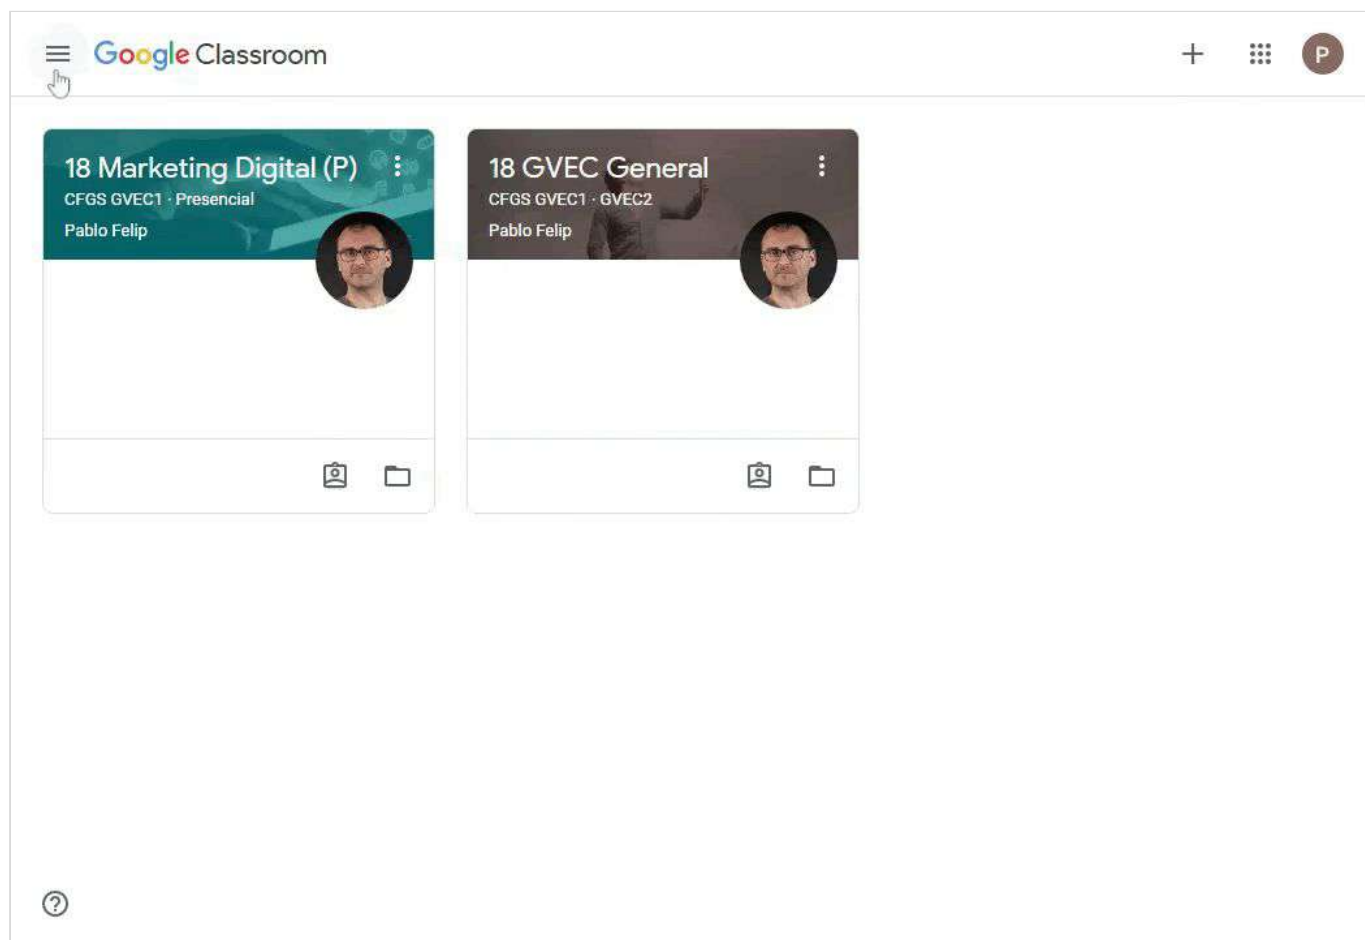 Google Classroom
P
18 Marketing Digital (P)
CFGS GVEC1 · Presencial
Pablo Felip
18 GVEC General
CFGS GVEC1 · GVEC2
Pablo Felip